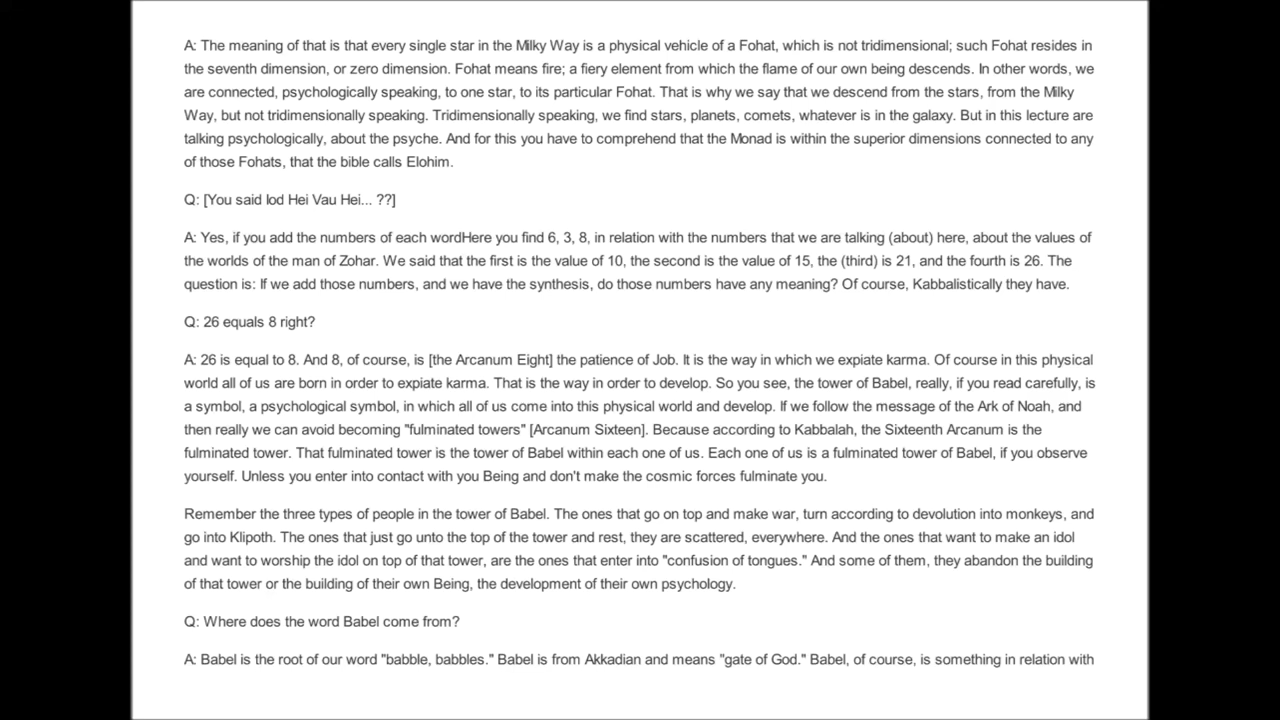 A: The meaning of that is that every single star in the Milky Way is a physical vehicle of a Fohat, which is not tridimensional; such Fohat resides in
the seventh dimension, or zero dimension. Fohat means fire; a fiery element from which the flame of our own being descends. In other words, we
are connected, psychologically speaking, to one star, to its particular Fohat. That is why we say that we descend from the stars, from the Milky
Way, but not tridimensionally speaking. Tridimensionally speaking, we find stars, planets, comets, whatever is in the galaxy. But in this lecture are
talking psychologically, about the psyche. And for this you have to comprehend that the Monad is within the superior dimensions connected to any
of those Fohats, that the bible calls Elohim.
Q: [You said Iod Hei Vau Hei... ??]
A: Yes, if you add the numbers of each wordHere you find 6, 3, 8, in relation with the numbers that we are talking (about) here, about the values of
the worlds of the man of Zohar. We said that the first is the value of 10, the second is the value of 15, the (third) is 21, and the fourth is 26. The
question is: If we add those numbers, and we have the synthesis, do those numbers have any meaning? Of course, Kabbalistically they have.
Q: 26 equals 8 right?
A: 26 is equal to 8. And 8, of course, is [the Arcanum Eight] the patience of Job. It is the way in which we expiate karma. Of course in this physical
world all of us are born in order to expiate karma. That is the way in order to develop. So you see, the tower of Babel, really, if you read carefully, is
a symbol, a psychological symbol, in which all of us come into this physical world and develop. If we follow the message of the Ark of Noah, and
then really we can avoid becoming "fulminated towers" [Arcanum Sixteen]. Because according to Kabbalah, the Sixteenth Arcanum is the
fulminated tower. That fulminated tower is the tower of Babel within each one of us. Each one of us is a fulminated tower of Babel, if you observe
yourself. Unless you enter into contact with you Being and don't make the cosmic forces fulminate you.
Remember the three types of people in the tower of Babel. The ones that go on top and make war, turn according to devolution into monkeys, and
go into Klipoth. The ones that just go unto the top of the tower and rest, they are scattered, everywhere. And the ones that want to make an idol
and want to worship the idol on top of that tower, are the ones that enter into "confusion of tongues." And some of them, they abandon the building
of that tower or the building of their own Being, the development of their own psychology.
Q: Where does the word Babel come from?
A: Babel is the root of our word "babble, babbles." Babel is from Akkadian and means "gate of God." Babel, of course, is something in relation with